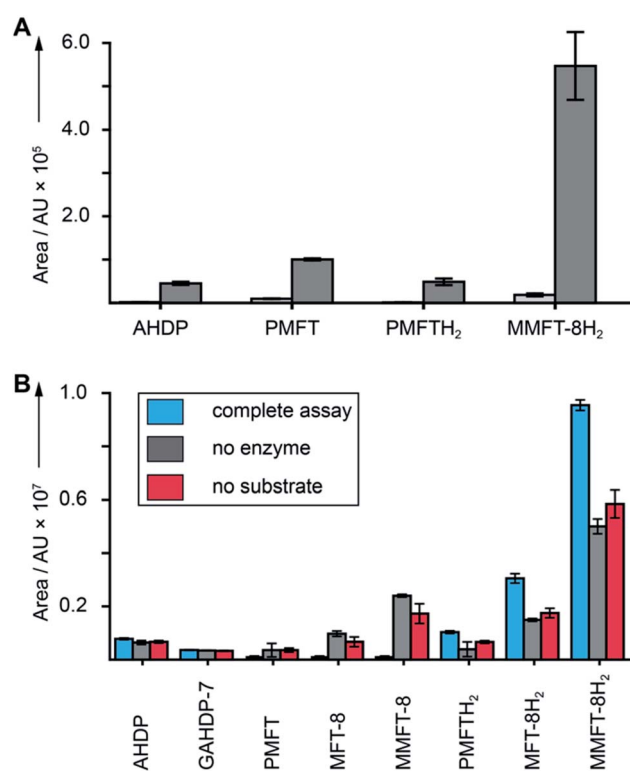 A
Area / AU × 10⁵
6.0
4.0
2.0
AHDP PMFT PMFTH₂ MMFT-8H₂
B
Area / AU × 10⁷
1.0
0.6
0.2
complete assay
no enzyme
no substrate
AHDP
GAHDP-7
PMFT
MFT-8
MMFT-8
PMFTH₂
MFT-8H₂
MMFT-8H₂